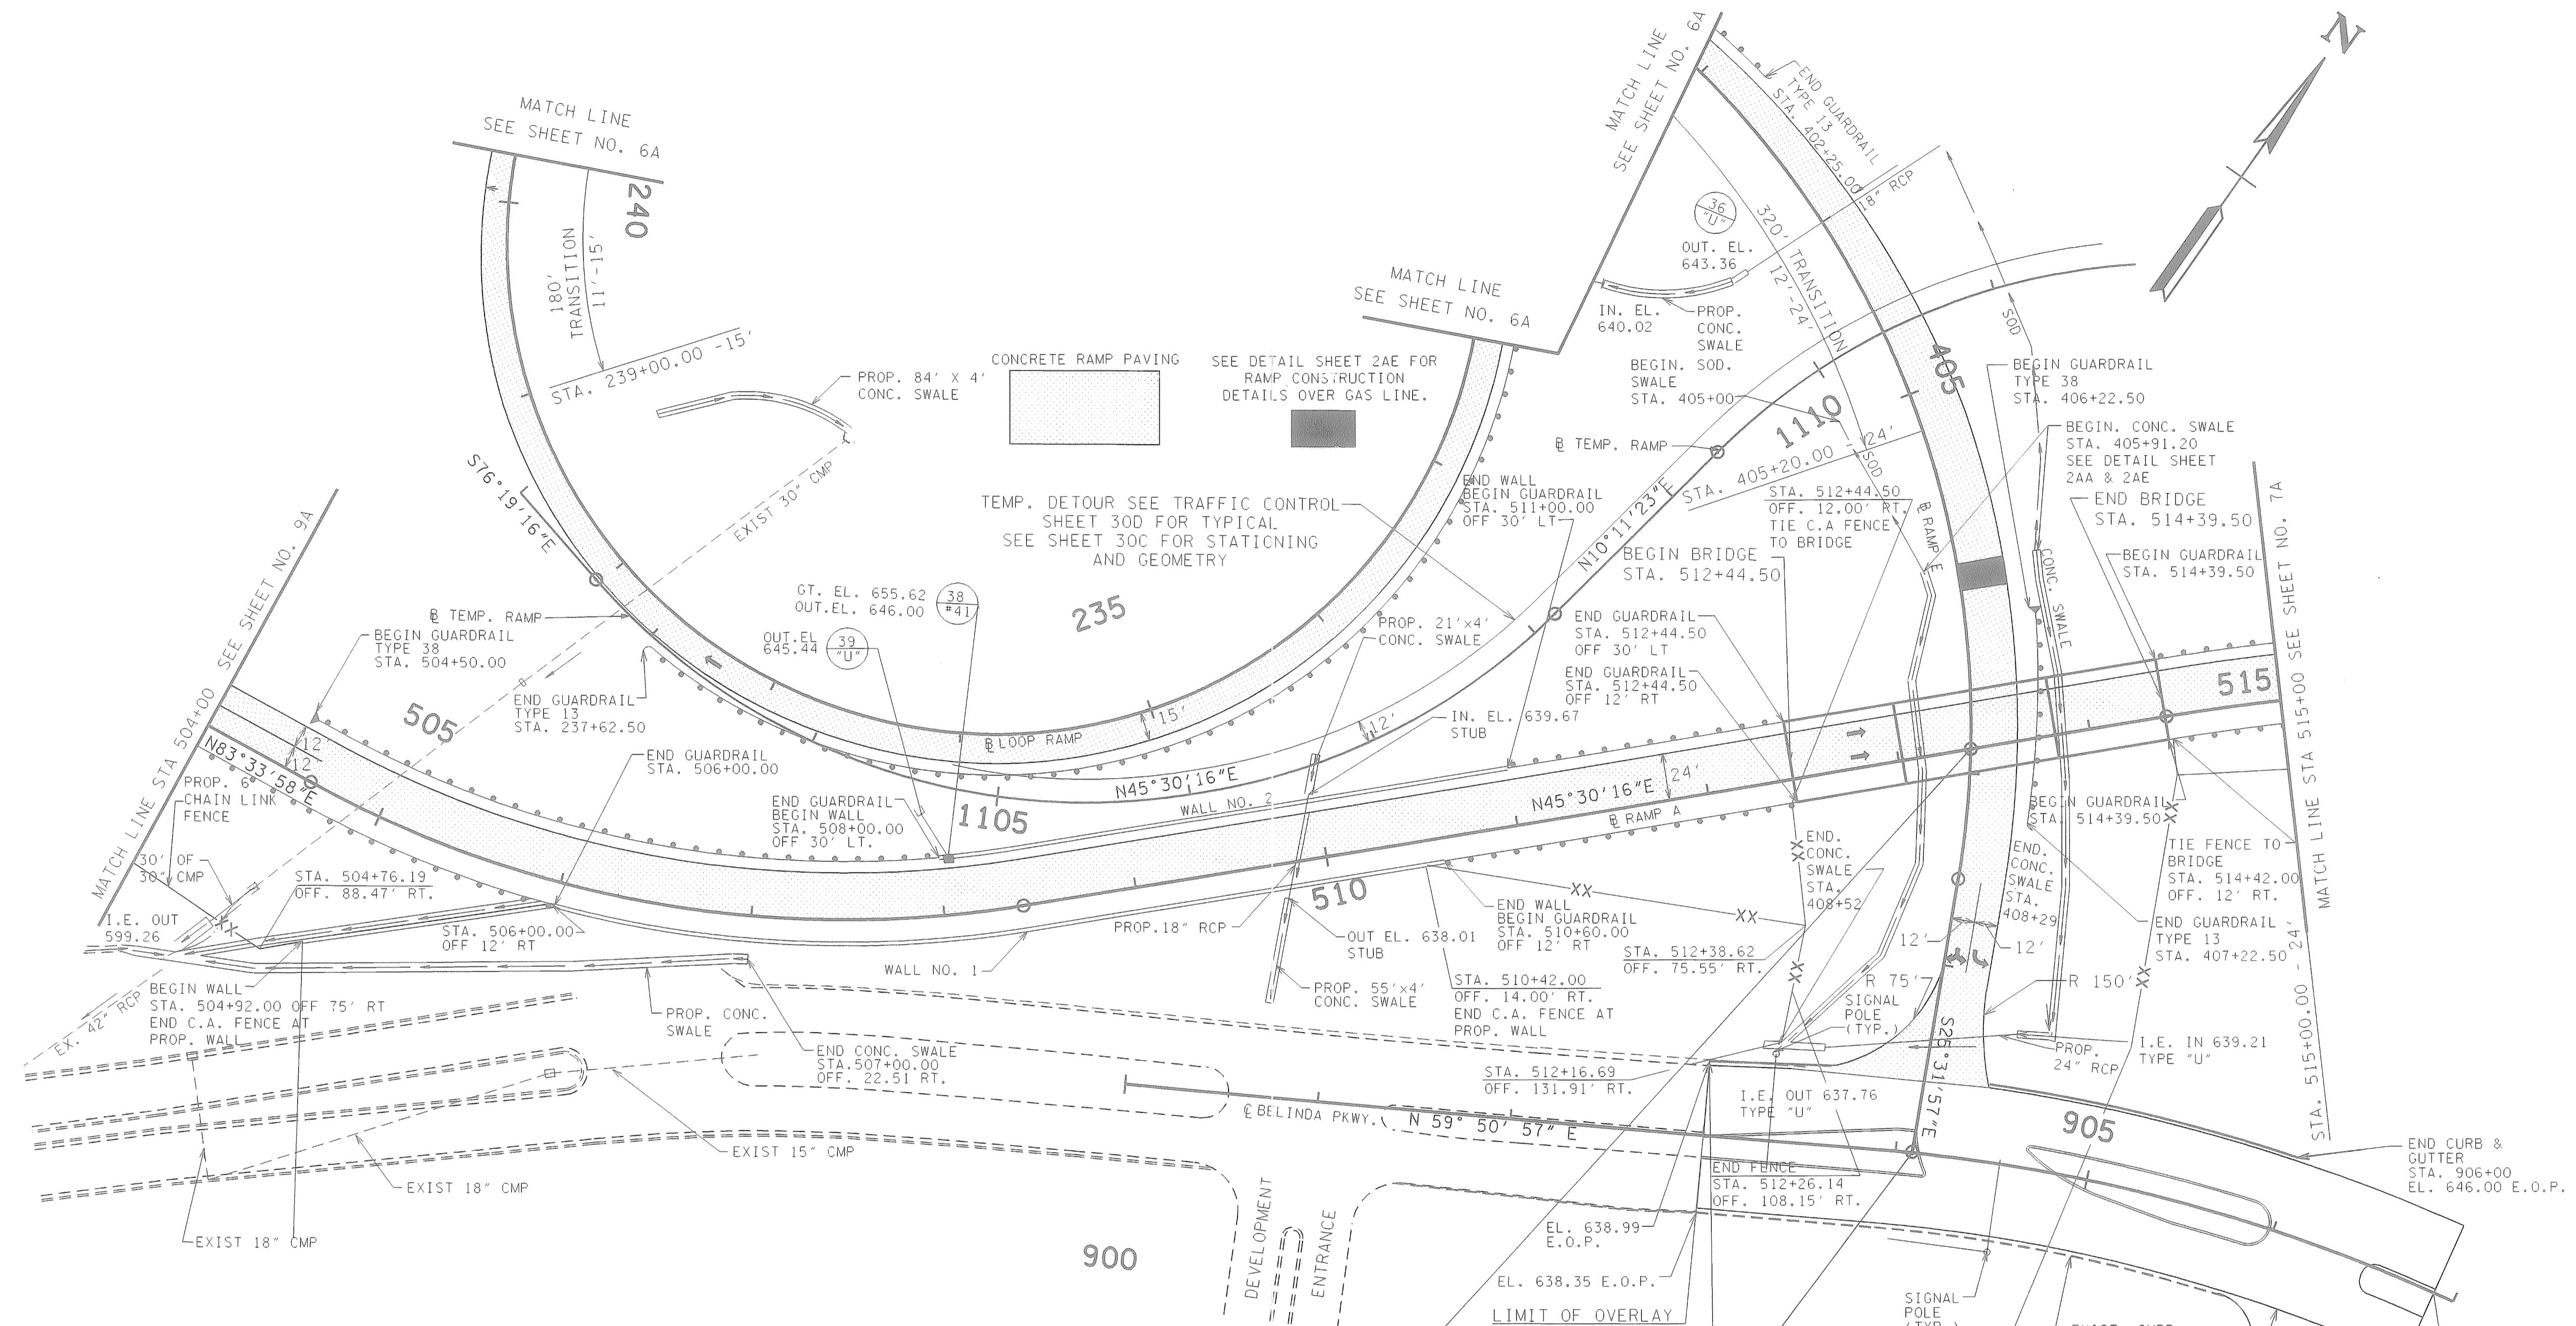 MATCH LINE
SEE SHEET NO. 6A
240
180'
TRANSITION
11'-15'
STA. 239+00.00 -15'
PROP. 84' X 4'
CONC. SWALE
EXIST 30" CMP
S76°19'16"E
CONCRETE RAMP PAVING
SEE DETAIL SHEET 2AE FOR
RAMP CONSTRUCTION
DETAILS OVER GAS LINE.
MATCH LINE
SEE SHEET NO. 6A
MATCH LINE
SEE SHEET NO. 6A
END GUARDRAIL
TYPE 13
STA. 402+25.00
18" RCP
N
36
"U"
OUT. EL.
643.36
320' TRANSITION
12'-24'
IN. EL.
640.02
PROP.
CONC.
SWALE
BEGIN. SOD.
SWALE
STA. 405+00
SOD
405
1110
BEGIN GUARDRAIL
TYPE 38
STA. 406+22.50
BEGIN. CONC. SWALE
STA. 405+91.20
SEE DETAIL SHEET
2AA & 2AE
END BRIDGE
STA. 514+39.50
BEGIN GUARDRAIL
STA. 514+39.50
℄ TEMP. RAMP
STA. 405+20.00 - 24'
SOD
END WALL
BEGIN GUARDRAIL
STA. 511+00.00
OFF 30' LT
N10°11'23"E
STA. 512+44.50
OFF. 12.00' RT.
TIE C.A FENCE
TO BRIDGE
℄ RAMP E
BEGIN BRIDGE
STA. 512+44.50
TEMP. DETOUR SEE TRAFFIC CONTROL
SHEET 30D FOR TYPICAL
SEE SHEET 30C FOR STATIONING
AND GEOMETRY
CONC. SWALE
MATCH LINE STA 504+00 SEE SHEET NO. 9A
℄ TEMP. RAMP
BEGIN GUARDRAIL
TYPE 38
STA. 504+50.00
GT. EL. 655.62
OUT.EL. 646.00
38
#41
OUT.EL
645.44
39
"U"
235
PROP. 21'x4'
CONC. SWALE
END GUARDRAIL
STA. 512+44.50
OFF 30' LT
END GUARDRAIL
STA. 512+44.50
OFF 12' RT
END GUARDRAIL
TYPE 13
STA. 237+62.50
505
12'
12'
N83°33'58"E
PROP. 6'
CHAIN LINK
FENCE
END GUARDRAIL
STA. 506+00.00
℄ LOOP RAMP
15'
12'
IN. EL. 639.67
STUB
N45°30'16"E
WALL NO. 2
1105
END GUARDRAIL
BEGIN WALL
STA. 508+00.00
OFF 30' LT.
N45°30'16"E
24'
℄ RAMP A
515
BEGIN GUARDRAIL
STA. 514+39.50
MATCH LINE STA 515+00 SEE SHEET NO. 7A
STA. 515+00.00 - 24'
30' OF
30" CMP
STA. 504+76.19
OFF. 88.47' RT.
I.E. OUT
599.26
STA. 506+00.00
OFF 12' RT
WALL NO. 1
PROP.18" RCP
510
OUT EL. 638.01
STUB
PROP. 55'x4'
CONC. SWALE
END WALL
BEGIN GUARDRAIL
STA. 510+60.00
OFF 12' RT
STA. 510+42.00
OFF. 14.00' RT.
END C.A. FENCE AT
PROP. WALL
XX
XX
XX
XX
XX
XX
XX
STA. 512+38.62
OFF. 75.55' RT.
END.
CONC.
SWALE
STA.
408+52
END.
CONC.
SWALE
STA.
408+29
TIE FENCE TO
BRIDGE
STA. 514+42.00
OFF. 12' RT.
END GUARDRAIL
TYPE 13
STA. 407+22.50
12'
12'
R 75'
R 150'
SIGNAL
POLE
(TYP.)
BEGIN WALL
STA. 504+92.00 OFF 75' RT
END C.A. FENCE AT
PROP. WALL
EX. 42" RCP
PROP. CONC.
SWALE
END CONC. SWALE
STA.507+00.00
OFF. 22.51 RT.
STA. 512+16.69
OFF. 131.91' RT.
I.E. OUT 637.76
TYPE "U"
PROP.
24" RCP
I.E. IN 639.21
TYPE "U"
S25°31'57"E
℄ BELINDA PKWY.
N 59° 50' 57" E
905
EXIST 15" CMP
EXIST 18" CMP
EXIST 18" CMP
END FENCE
STA. 512+26.14
OFF. 108.15' RT.
END CURB &
GUTTER
STA. 906+00
EL. 646.00 E.O.P.
900
DEVELOPMENT
ENTRANCE
EL. 638.99
E.O.P.
EL. 638.35 E.O.P.
LIMIT OF OVERLAY
SIGNAL
POLE